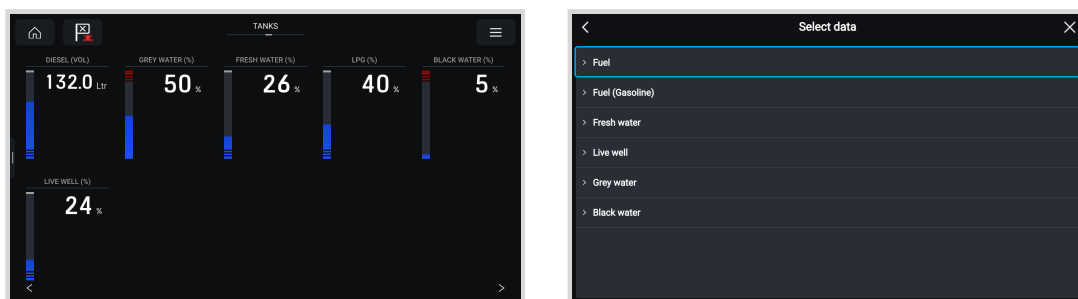 TANKS
DIESEL (VOL)
132.0 Ltr
GREY WATER (%)
50 %
FRESH WATER (%)
26 %
LPG (%)
40 %
BLACK WATER (%)
5 %
LIVE WELL (%)
24 %
Select data
Fuel
Fuel (Gasoline)
Fresh water
Live well
Grey water
Black water